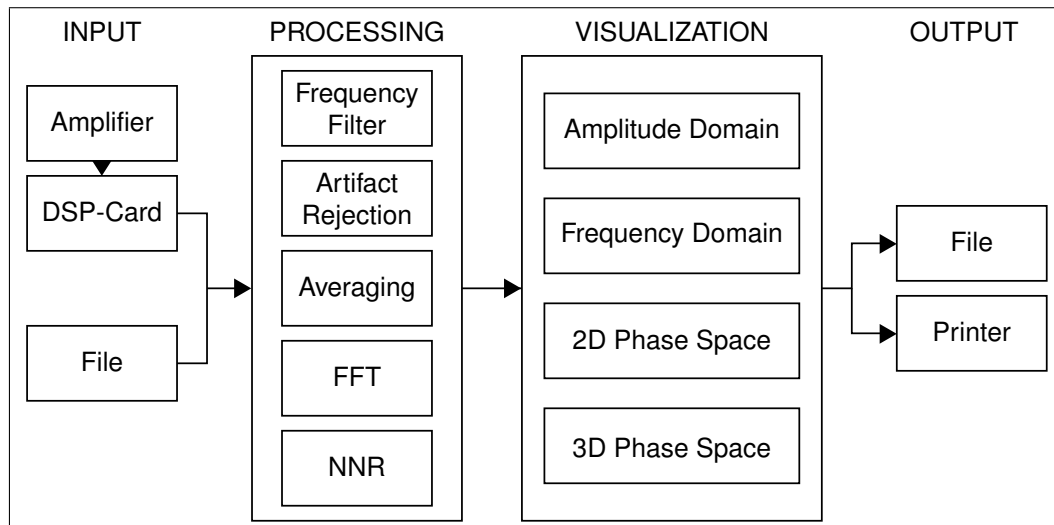 INPUT
PROCESSING
VISUALIZATION
OUTPUT
Amplifier
DSP-Card
File
Frequency
Filter
Artifact
Rejection
Averaging
FFT
NNR
Amplitude Domain
Frequency Domain
2D Phase Space
3D Phase Space
File
Printer